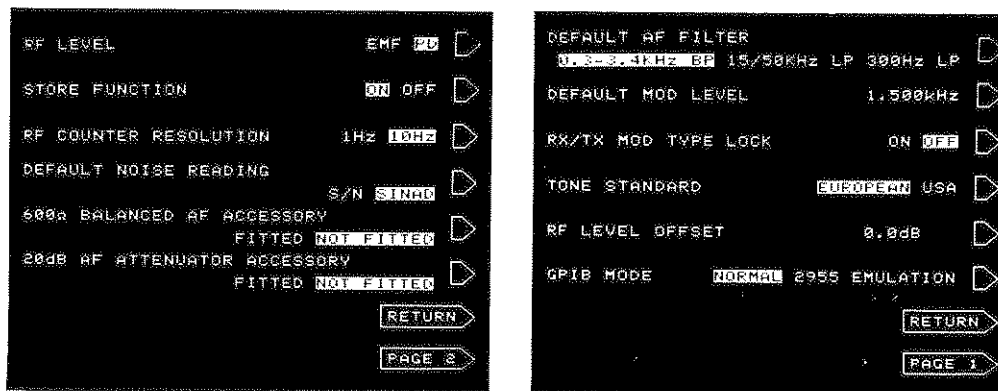 RF LEVEL EMF PD
STORE FUNCTION ON OFF
RF COUNTER RESOLUTION 1Hz 10Hz
DEFAULT NOISE READING
S/N SINAD
600Ω BALANCED AF ACCESSORY
FITTED NOT FITTED
20dB AF ATTENUATOR ACCESSORY
FITTED NOT FITTED
RETURN
PAGE 2
DEFAULT AF FILTER
0.3-3.4kHz BP 15/50KHz LP 300Hz LP
DEFAULT MOD LEVEL 1.500kHz
RX/TX MOD TYPE LOCK ON OFF
TONE STANDARD EUROPEAN USA
RF LEVEL OFFSET 0.0dB
GPIB MODE NORMAL 2955 EMULATION
RETURN
PAGE 1